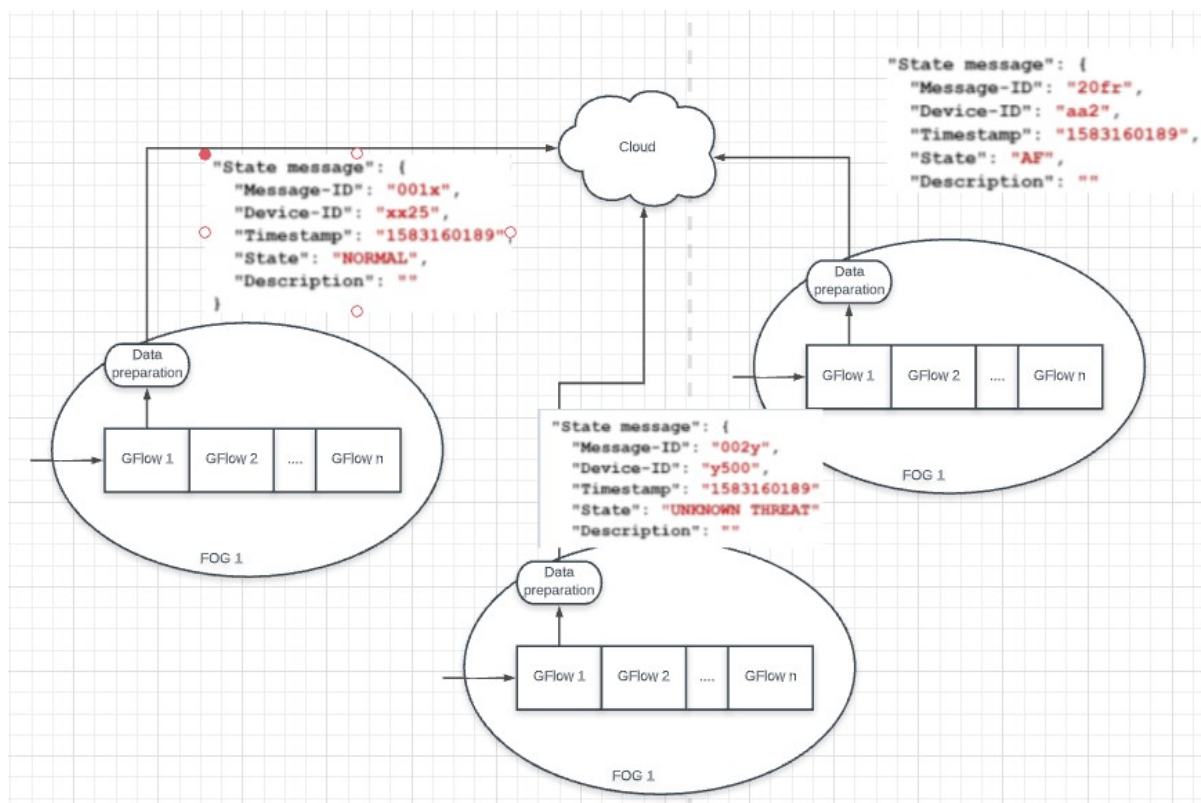 Cloud
"State message": {
"Message-ID": "001x",
"Device-ID": "xx25",
"Timestamp": "1583160189",
"State": "NORMAL",
"Description": ""
}
Data
preparation
GFlow 1 GFlow 2 .... GFlow n
FOG 1
"State message": {
"Message-ID": "20fr",
"Device-ID": "aa2",
"Timestamp": "1583160189",
"State": "AF",
"Description": ""
Data
preparation
GFlow 1 GFlow 2 .... GFlow n
FOG 1
"State message": {
"Message-ID": "002y",
"Device-ID": "y500",
"Timestamp": "1583160189"
"State": "UNKNOWN THREAT"
"Description": ""
Data
preparation
GFlow 1 GFlow 2 .... GFlow n
FOG 1